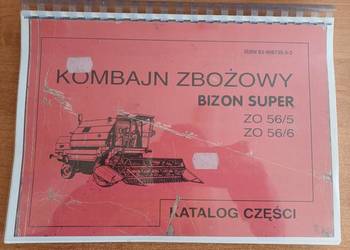 KOMBAJN ZBOŻOWY
BIZON SUPER
ZO 56/5
ZO 56/6
KATALOG CZĘŚCI